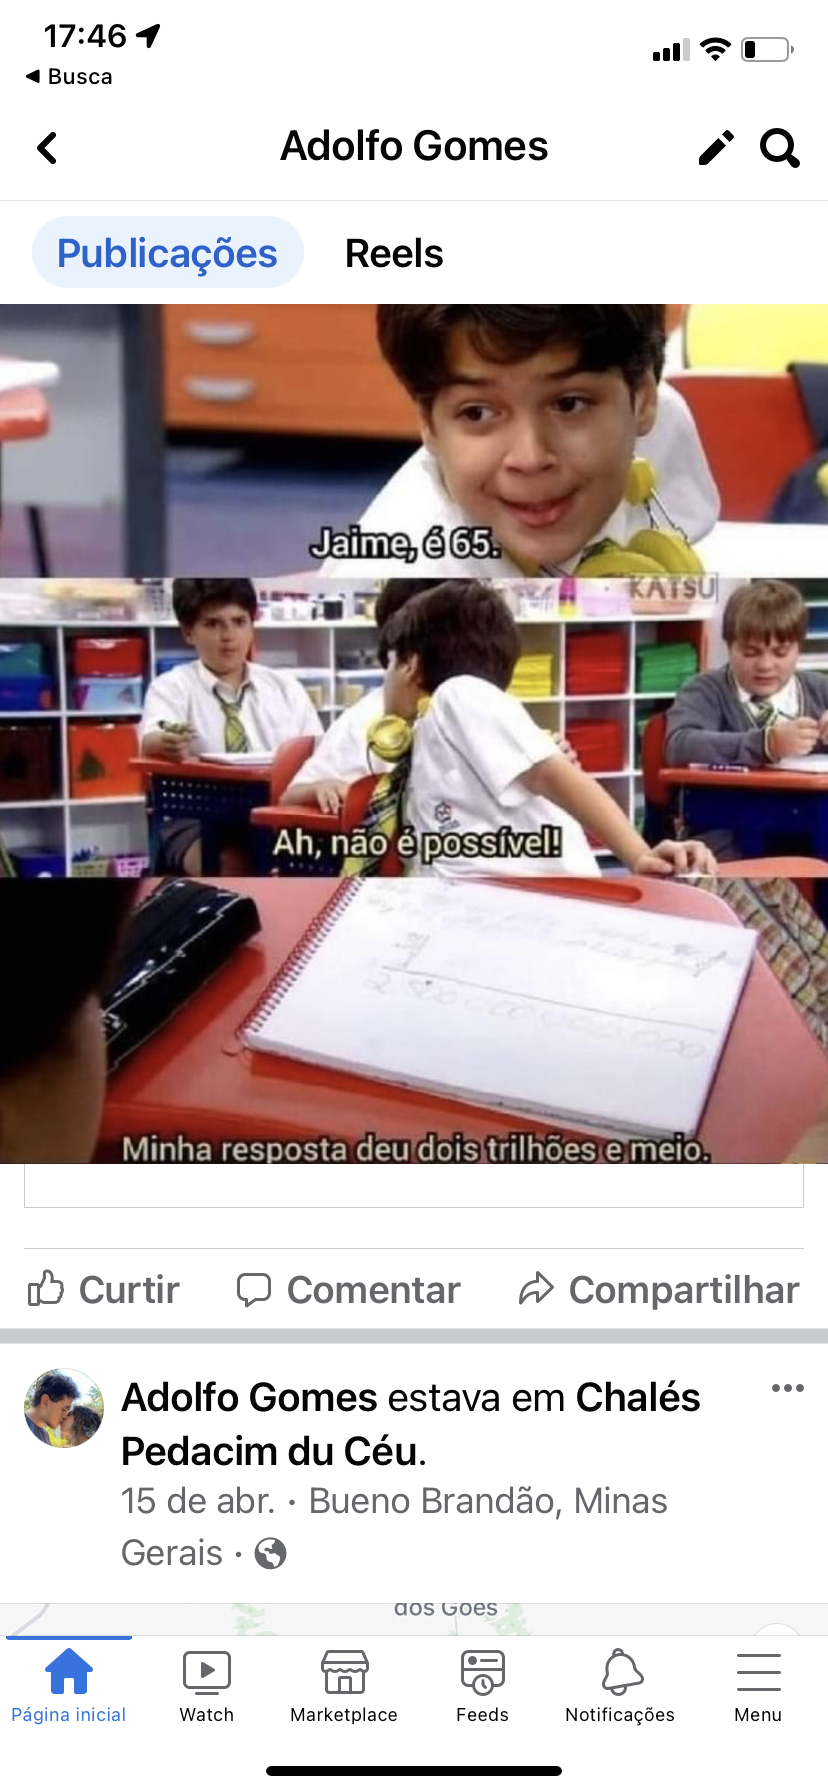 17:46
Busca
Adolfo Gomes
Publicações
Reels
Jaime, é 65.
KATSU
Ah, não é possível!
Minha resposta deu dois trilhões e meio.
Curtir
Comentar
Compartilhar
Adolfo Gomes estava em Chalés
Pedacim du Céu.
15 de abr. · Bueno Brandão, Minas
Gerais ·
dos Goes
Página inicial
Watch
Marketplace
Feeds
Notificações
Menu